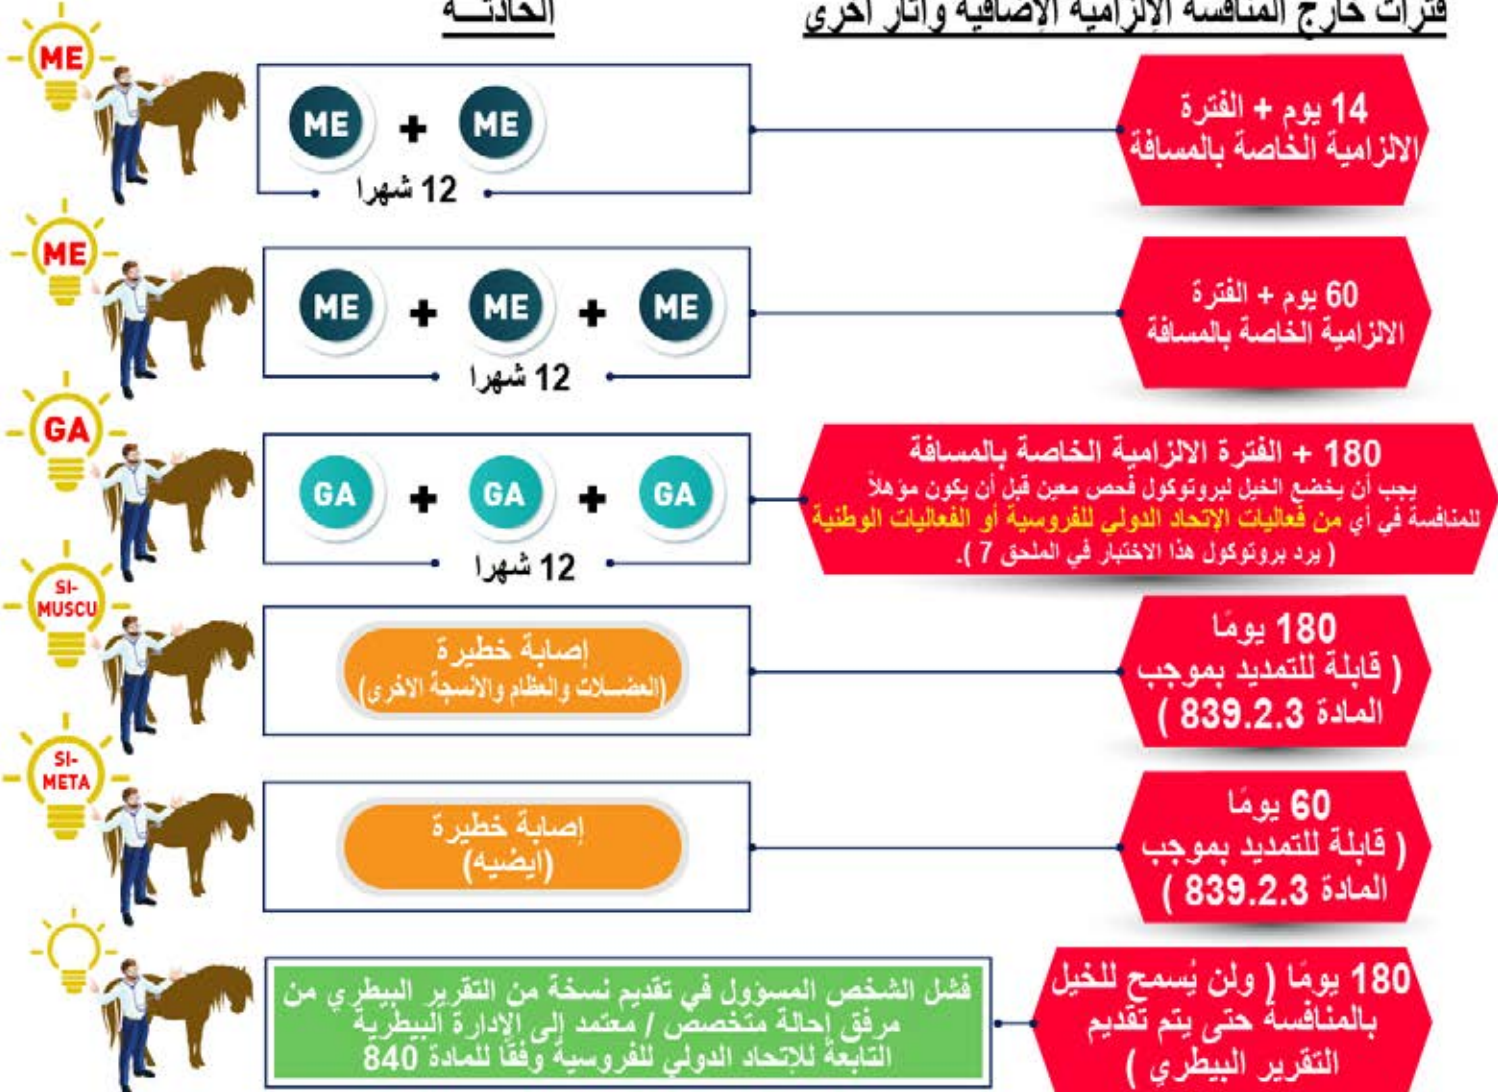 الحادثـــة
فترات خارج المنافسة الإلزامية الإضافية وآثار أخرى
ME
ME + ME
12 شهرا
14 يوم + الفترة
الالزامية الخاصة بالمسافة
ME
ME + ME + ME
12 شهرا
60 يوم + الفترة
الالزامية الخاصة بالمسافة
GA
GA + GA + GA
12 شهرا
180 + الفترة الالزامية الخاصة بالمسافة
يجب أن يخضع الخيل لبروتوكول فحص معين قبل أن يكون مؤهلاً
للمنافسة في أي من فعاليات الإتحاد الدولي للفروسية أو الفعاليات الوطنية
( يرد بروتوكول هذا الاختبار في الملحق 7 ).
SI-
MUSCU
إصابة خطيرة
(العضـــلات والعظام والانسجة الاخرى)
180 يومًا
( قابلة للتمديد بموجب
المادة 839.2.3 )
SI-
META
إصابة خطيرة
(ايضيه)
60 يومًا
( قابلة للتمديد بموجب
المادة 839.2.3 )
فشل الشخص المسؤول في تقديم نسخة من التقرير البيطري من
مرفق إحالة متخصص / معتمد إلى الإدارة البيطرية
التابعة للاتحاد الدولي للفروسية وفقًا للمادة 840
180 يومًا ( ولن يُسمح للخيل
بالمنافسة حتى يتم تقديم
التقرير البيطري )